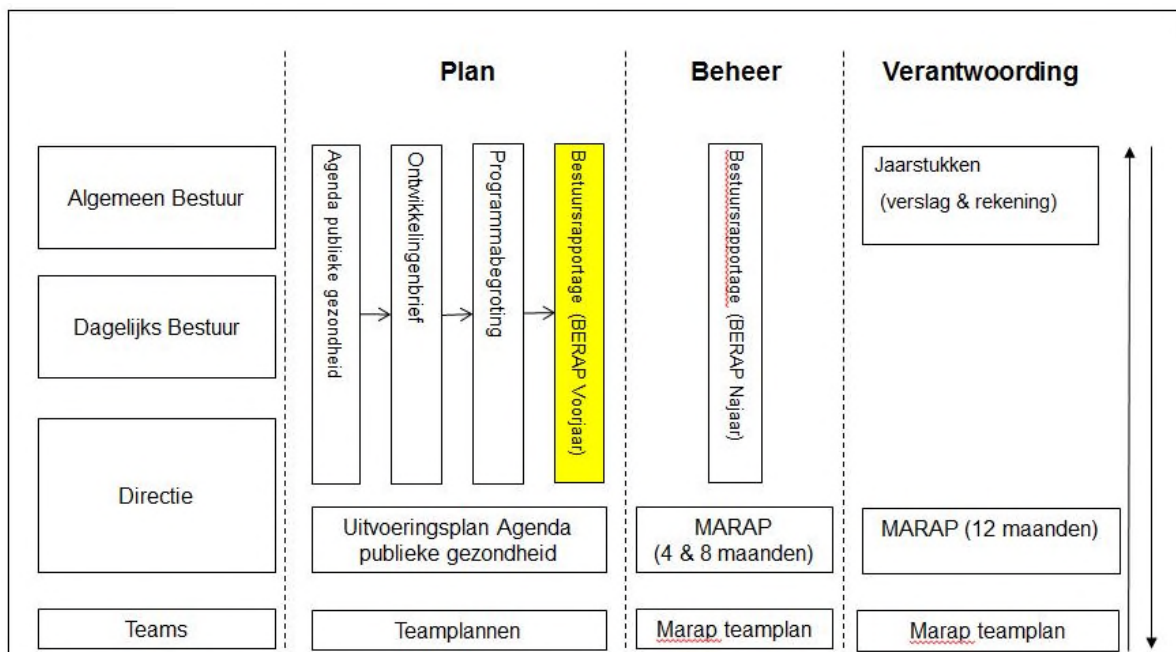 Plan
Beheer
Verantwoording
Algemeen Bestuur
Dagelijks Bestuur
Directie
Teams
Agenda publieke gezondheid
Ontwikkelingenbrief
Programmabegroting
Bestuursrapportage (BERAP Voorjaar)
Uitvoeringsplan Agenda
publieke gezondheid
Teamplannen
Bestuursrapportage (BERAP Najaar)
MARAP
(4 & 8 maanden)
Marap teamplan
Jaarstukken
(verslag & rekening)
MARAP (12 maanden)
Marap teamplan